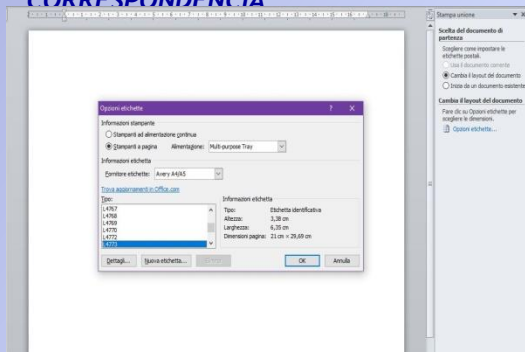 CORRESPONDENCIA
Stampa unione
Scelta del documento di
partenza
Scegliere come impostare le
etichette postali.
Usa il documento corrente
Cambia il layout del documento
Inizia da un documento esistente
Cambia il layout del documento
Fare clic su Opzioni etichette per
scegliere le dimensioni.
Opzioni etichette...
Opzioni etichette
Informazioni stampante
Stampanti ad alimentazione continua
Stampanti a pagina Alimentazione: Multi-purpose Tray
Informazioni etichetta
Fornitore etichette: Avery A4/A5
Trova aggiornamenti in Office.com
Tipo:
L4767
L4768
L4769
L4770
L4772
L4773
Informazioni etichetta
Tipo: Etichetta identificativa
Altezza: 3,38 cm
Larghezza: 6,35 cm
Dimensioni pagina: 21 cm × 29,69 cm
Dettagli... Nuova etichetta... OK Annulla